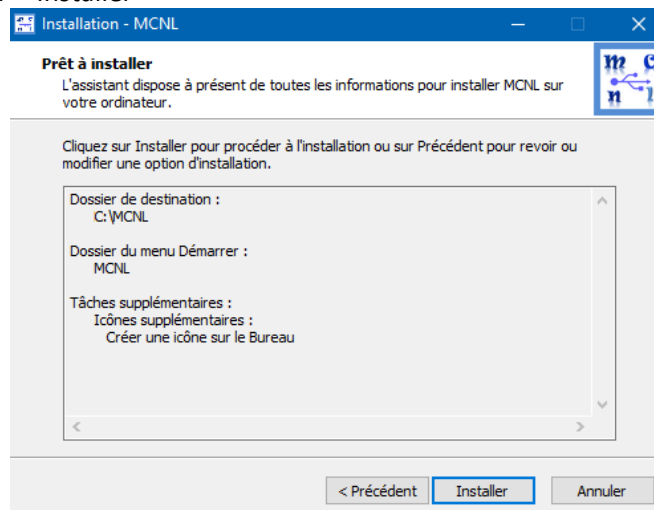 Installation - MCNL
Prêt à installer
L'assistant dispose à présent de toutes les informations pour installer MCNL sur
votre ordinateur.
m c
n l
Cliquez sur Installer pour procéder à l'installation ou sur Précédent pour revoir ou
modifier une option d'installation.
Dossier de destination :
C:\MCNL
Dossier du menu Démarrer :
MCNL
Tâches supplémentaires :
Icônes supplémentaires :
Créer une icône sur le Bureau
< Précédent
Installer
Annuler